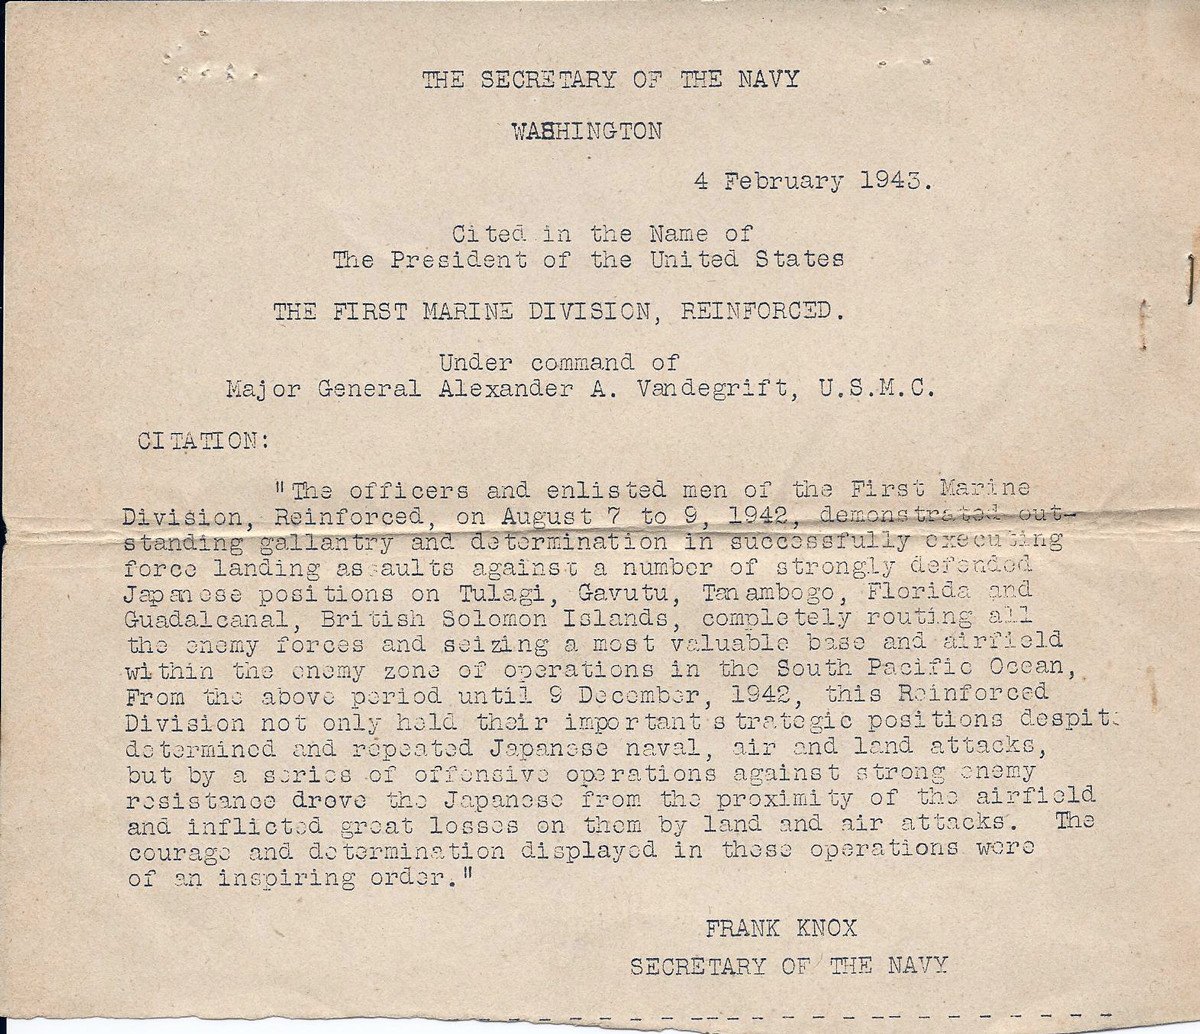 THE SECRETARY OF THE NAVY
WASHINGTON
4 February 1943.
Cited in the Name of
The President of the United States
THE FIRST MARINE DIVISION, REINFORCED.
Under command of
Major General Alexander A. Vandegrift, U.S.M.C.
CITATION:
"The officers and enlisted men of the First Marine
Division, Reinforced, on August 7 to 9, 1942, demonstrated out-
standing gallantry and determination in successfully executing
force landing assaults against a number of strongly defended
Japanese positions on Tulagi, Gavutu, Tanambogo, Florida and
Guadalcanal, British Solomon Islands, completely routing all
the enemy forces and seizing a most valuable base and airfield
within the enemy zone of operations in the South Pacific Ocean,
From the above period until 9 December, 1942, this Reinforced
Division not only held their important strategic positions despite
determined and repeated Japanese naval, air and land attacks,
but by a series of offensive operations against strong enemy
resistance drove the Japanese from the proximity of the airfield
and inflicted great losses on them by land and air attacks. The
courage and determination displayed in these operations were
of an inspiring order."
FRANK KNOX
SECRETARY OF THE NAVY